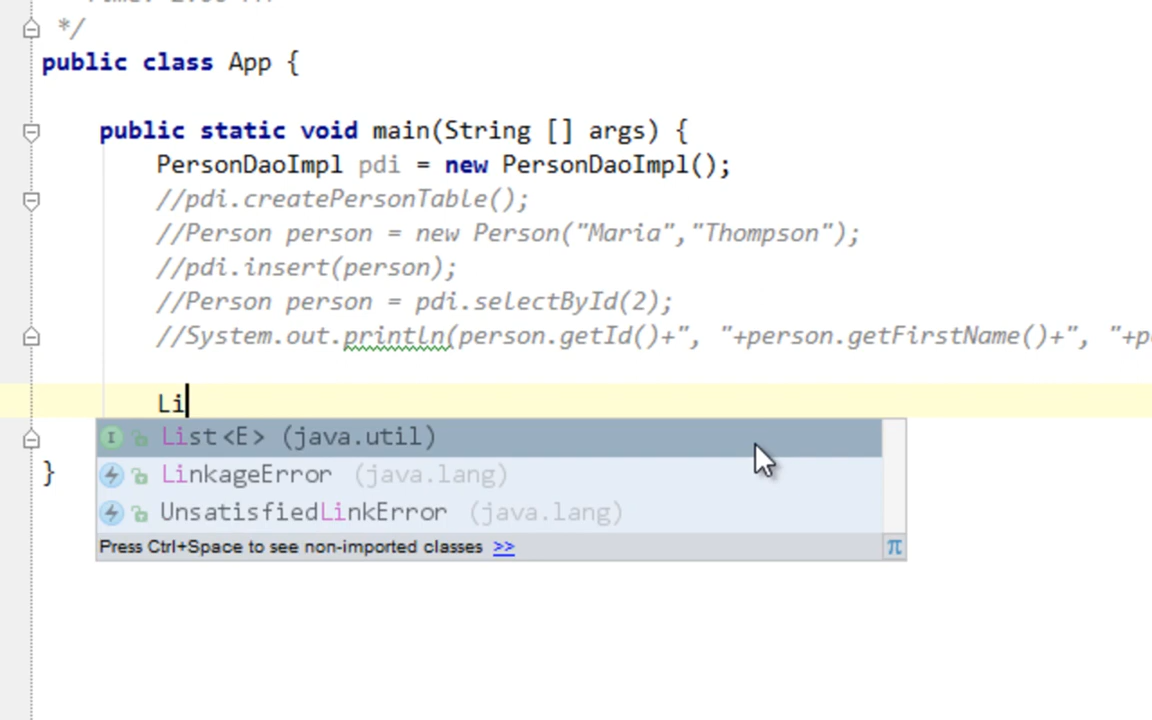 */
public class App {
public static void main(String [] args) {
PersonDaoImpl pdi = new PersonDaoImpl();
//pdi.createPersonTable();
//Person person = new Person("Maria","Thompson");
//pdi.insert(person);
//Person person = pdi.selectById(2);
//System.out.println(person.getId()+", "+person.getFirstName()+", "+p
Li
List<E> (java.util)
LinkageError (java.lang)
UnsatisfiedLinkError (java.lang)
Press Ctrl+Space to see non-imported classes >> π
}